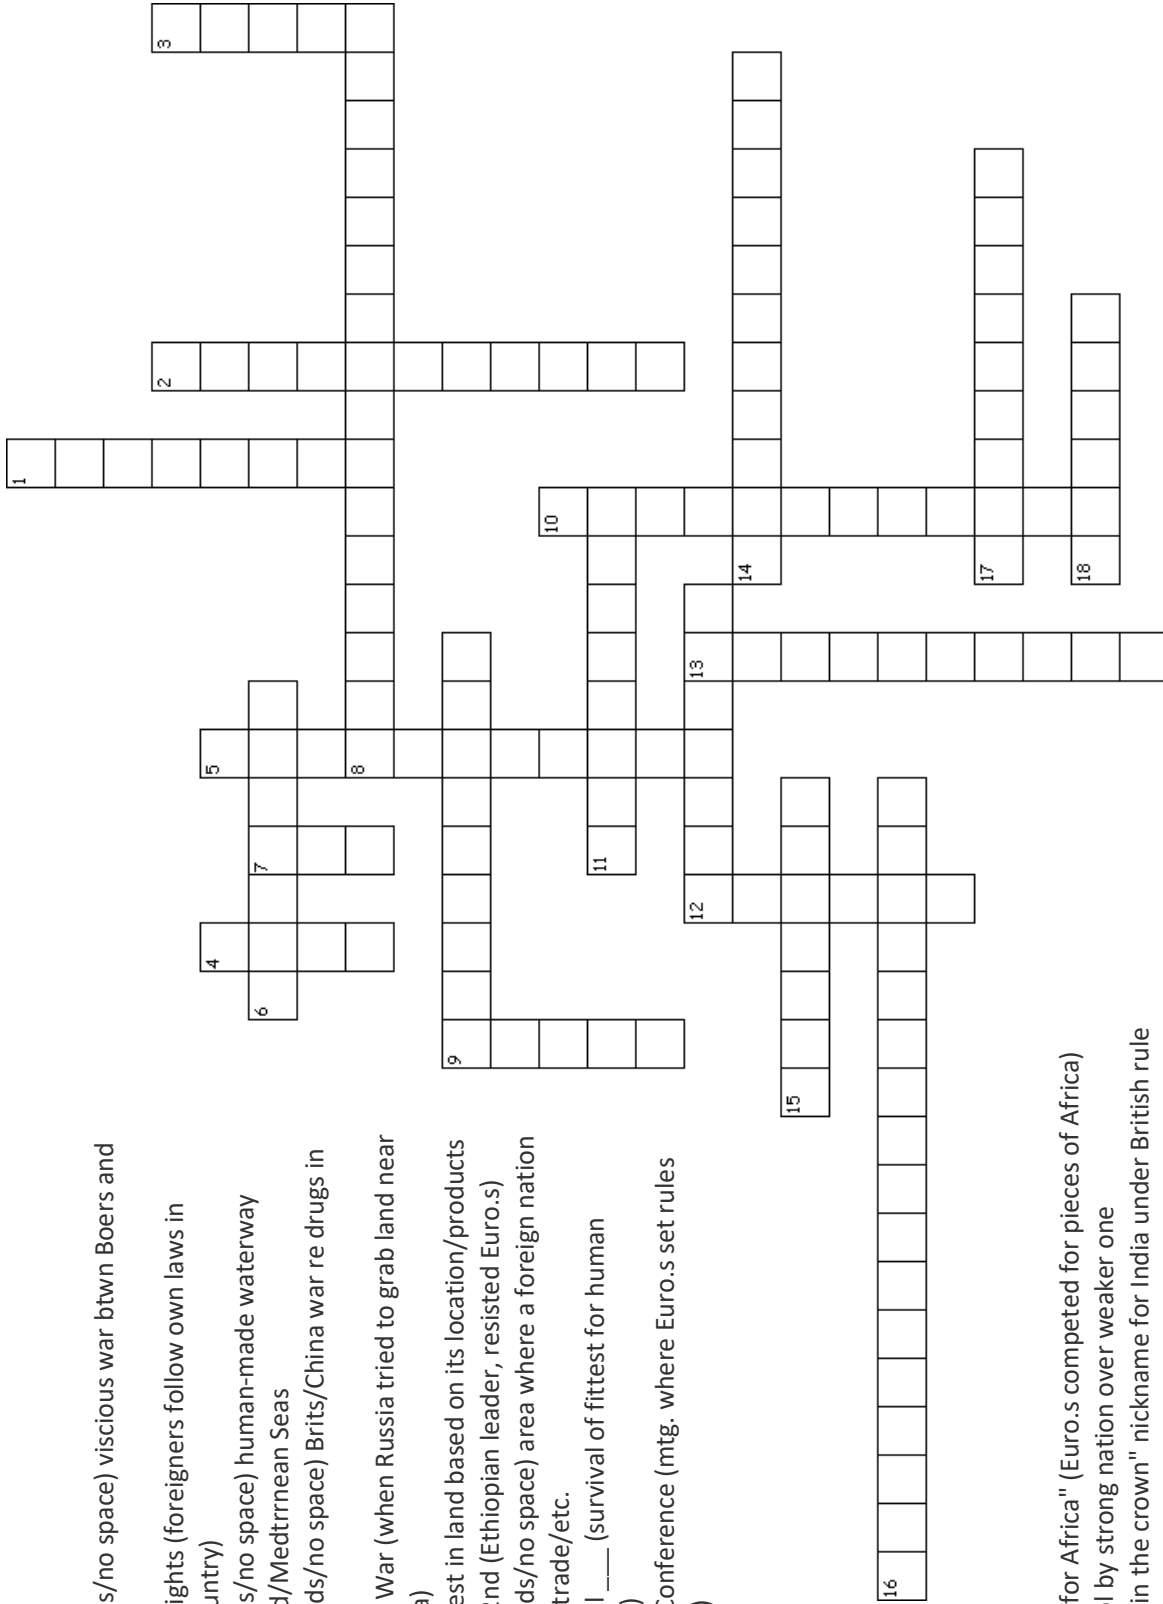 s/no space) viscious war btwn Boers and
ights (foreigners follow own laws in
untry)
s/no space) human-made waterway
d/Medtrrnean Seas
ds/no space) Brits/China war re drugs in
War (when Russia tried to grab land near
a)
est in land based on its location/products
2nd (Ethiopian leader, resisted Euro.s)
ds/no space) area where a foreign nation
trade/etc.
l ___ (survival of fittest for human
)
Conference (mtg. where Euro.s set rules
)
for Africa" (Euro.s competed for pieces of Africa)
l by strong nation over weaker one
in the crown" nickname for India under British rule
1
2
3
4
5
6
7
8
9
10
11
12
13
14
15
16
17
18